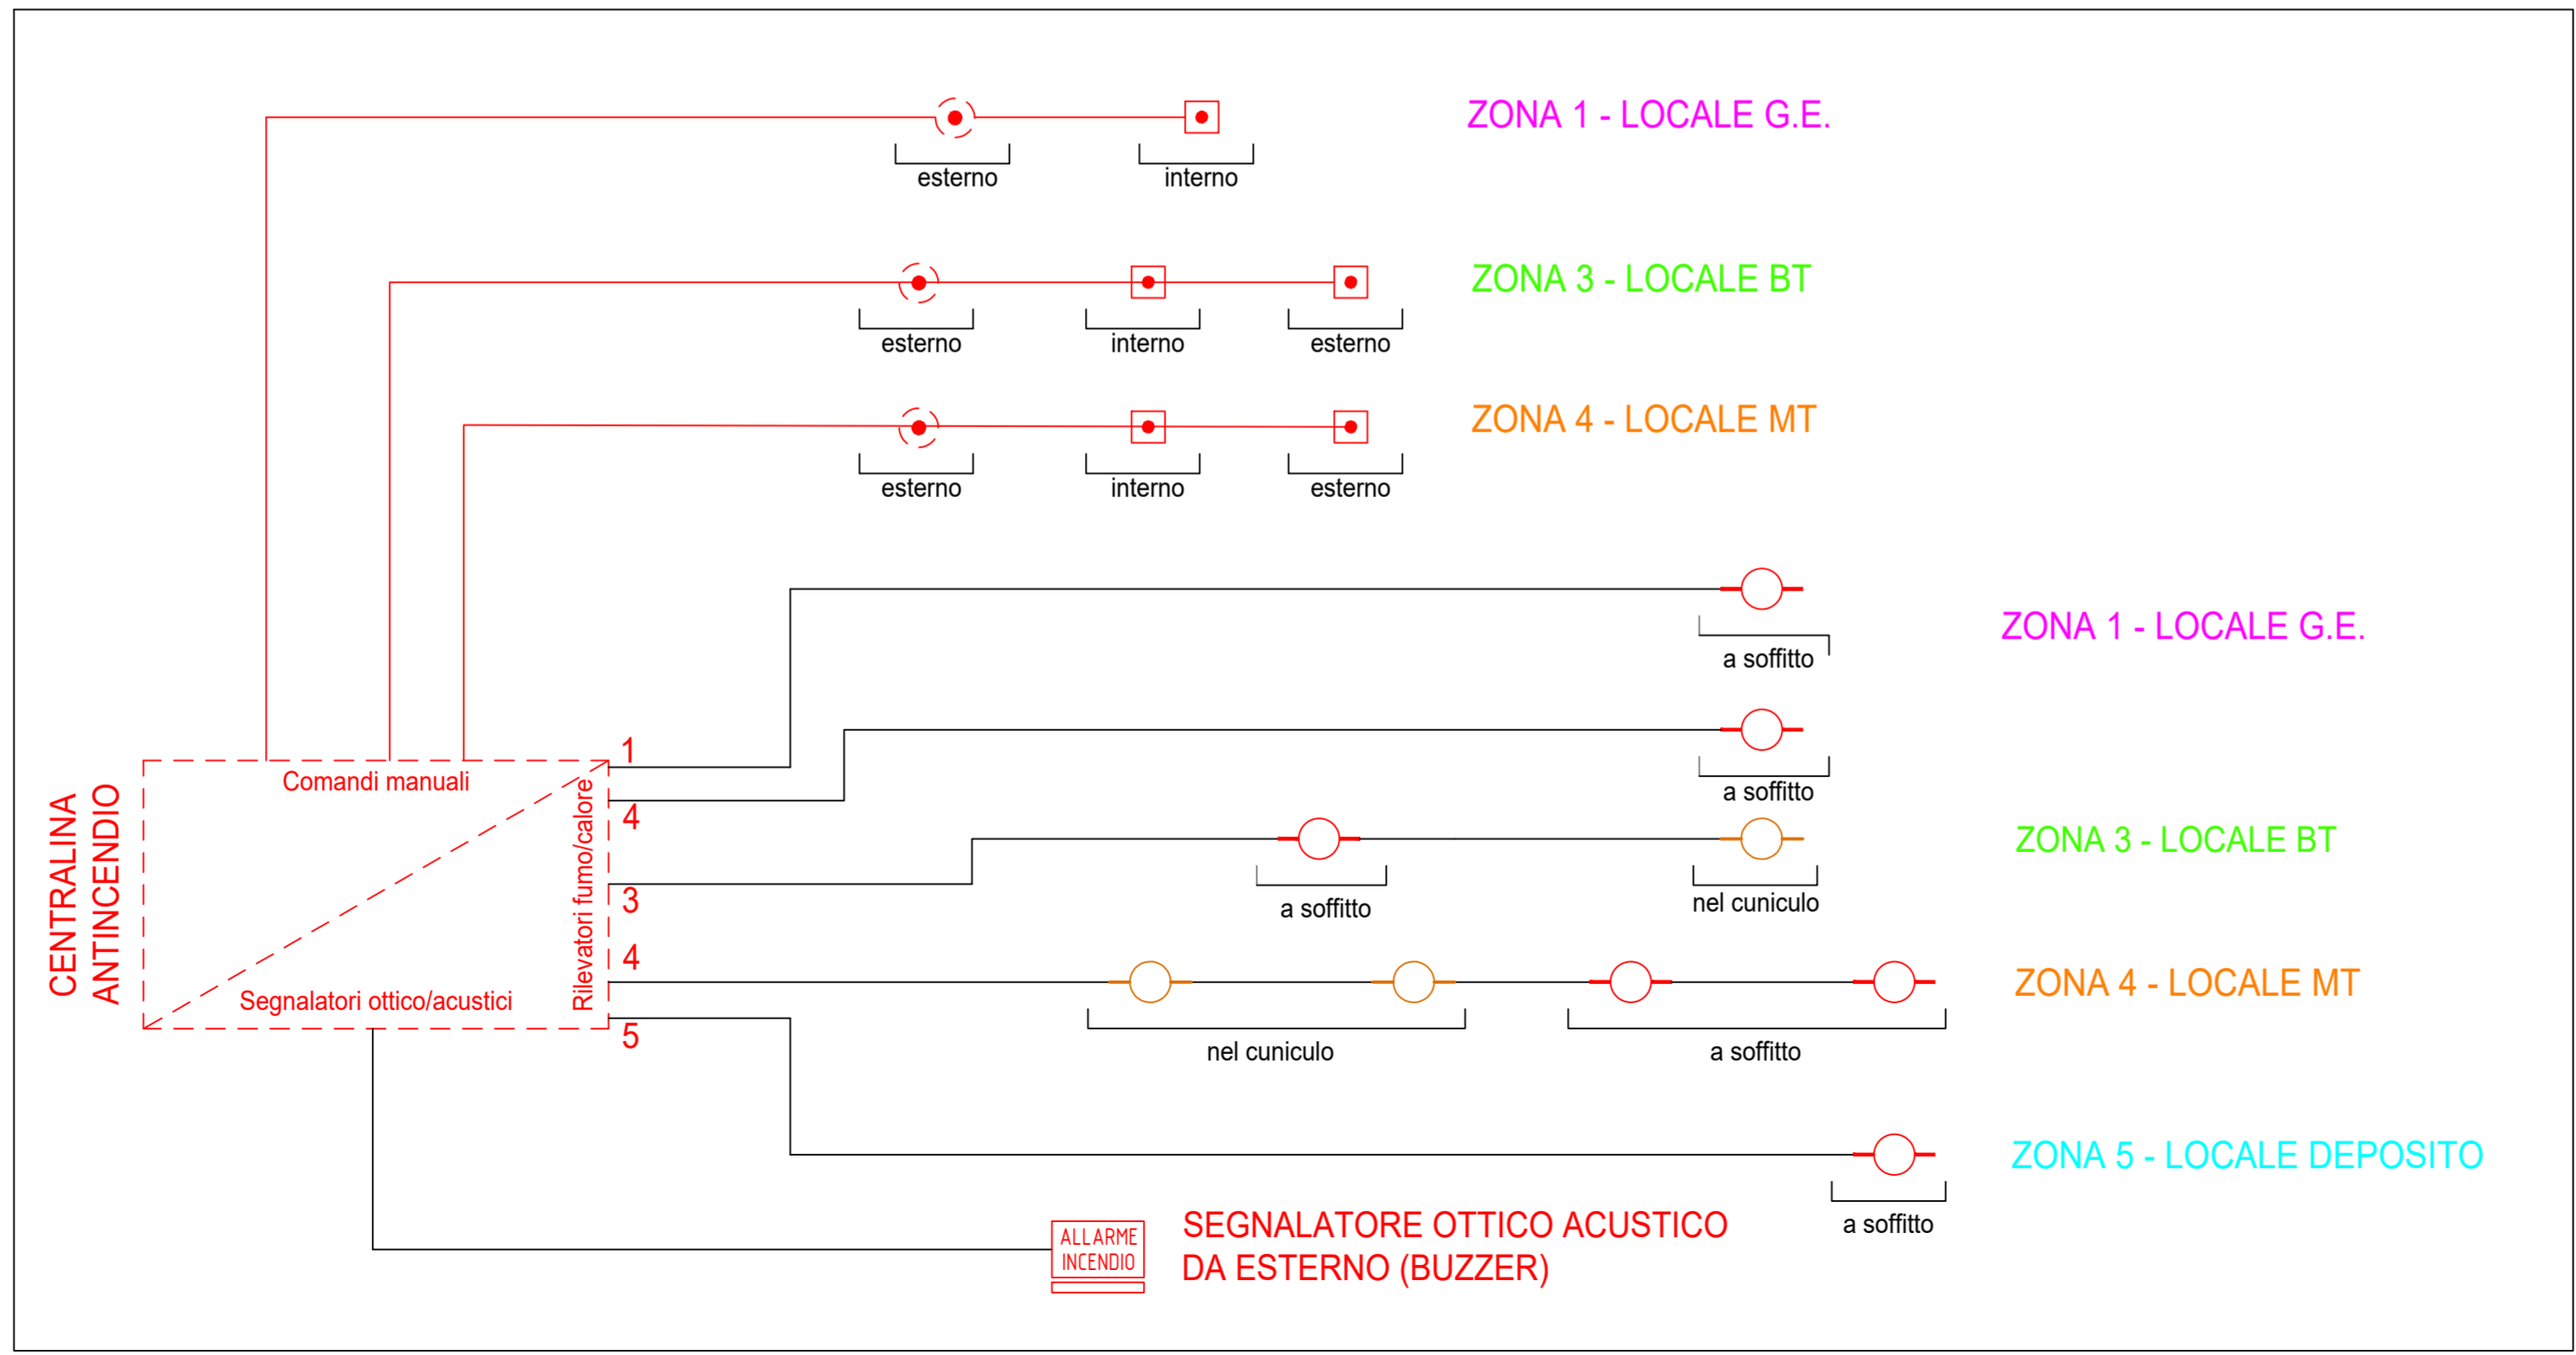 ZONA 1 - LOCALE G.E.
esterno
interno
ZONA 3 - LOCALE BT
esterno
interno
esterno
ZONA 4 - LOCALE MT
esterno
interno
esterno
ZONA 1 - LOCALE G.E.
a soffitto
a soffitto
CENTRALINA
ANTINCENDIO
Comandi manuali
Rilevatori fumo/calore
Segnalatori ottico/acustici
1
4
3
4
5
ZONA 3 - LOCALE BT
a soffitto
nel cuniculo
ZONA 4 - LOCALE MT
nel cuniculo
a soffitto
ZONA 5 - LOCALE DEPOSITO
a soffitto
ALLARME
INCENDIO
SEGNALATORE OTTICO ACUSTICO
DA ESTERNO (BUZZER)